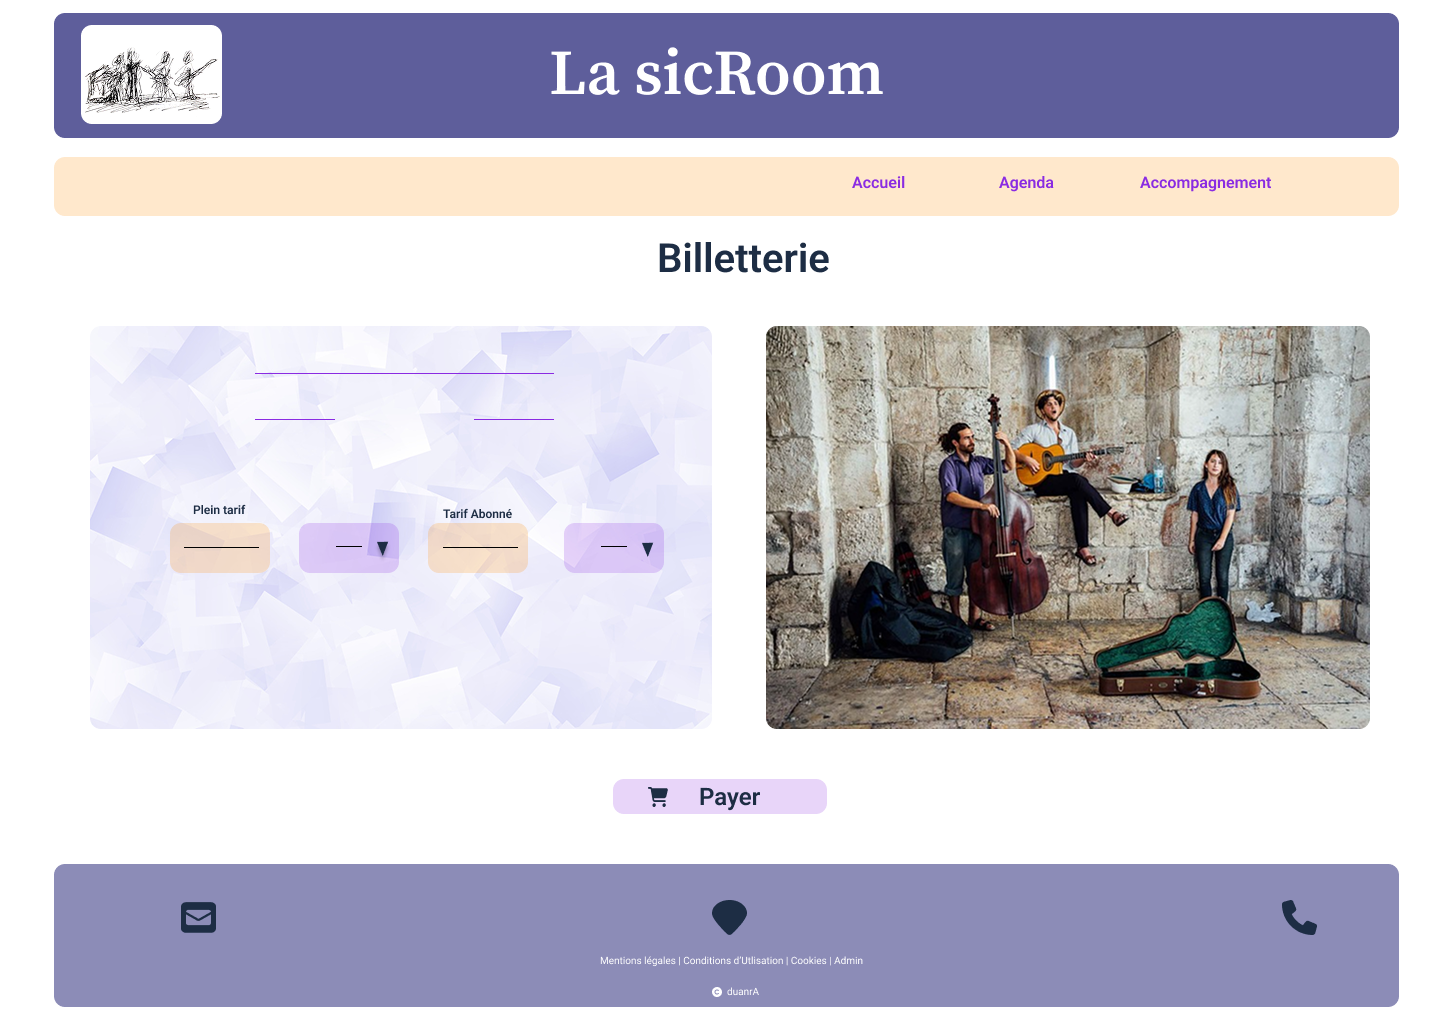 La sicRoom
Accueil Agenda Accompagnement
Billetterie
Plein tarif
Tarif Abonné
Payer
Mentions légales | Conditions d'Utlisation | Cookies | Admin
duanrA